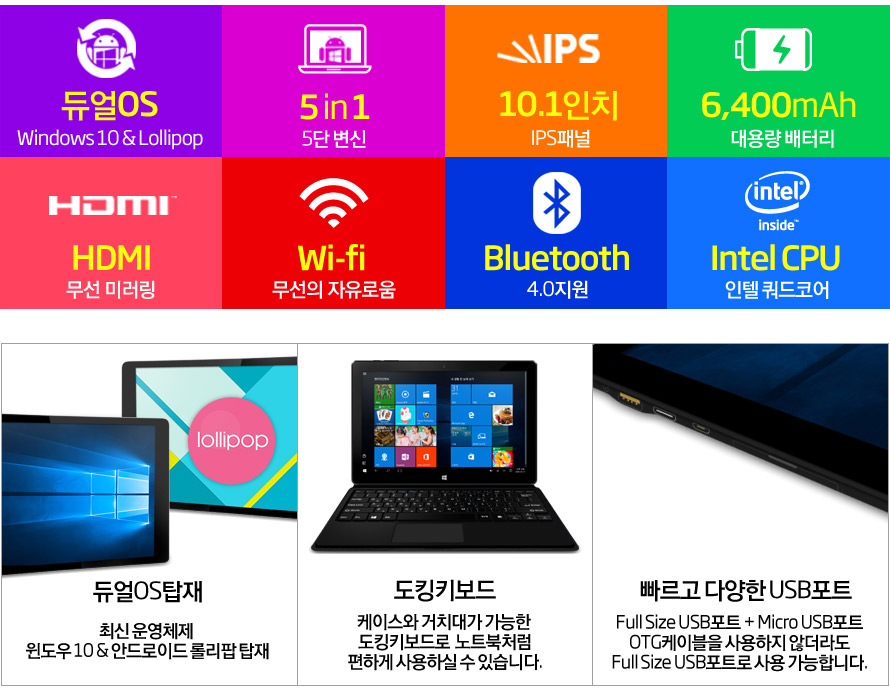 듀얼OS
Windows 10 & Lollipop
5 in 1
5단 변신
IPS
10.1인치
IPS패널
6,400mAh
대용량 배터리
HDMI
HDMI
무선 미러링
Wi-fi
무선의 자유로움
Bluetooth
4.0지원
intel
inside™
Intel CPU
인텔 쿼드코어
lollipop
듀얼OS탑재
최신 운영체제
윈도우 10 & 안드로이드 롤리팝 탑재
도킹키보드
케이스와 거치대가 가능한
도킹키보드로 노트북처럼
편하게 사용하실 수 있습니다.
빠르고 다양한 USB포트
Full Size USB포트 + Micro USB포트
OTG케이블을 사용하지 않더라도
Full Size USB포트로 사용 가능합니다.